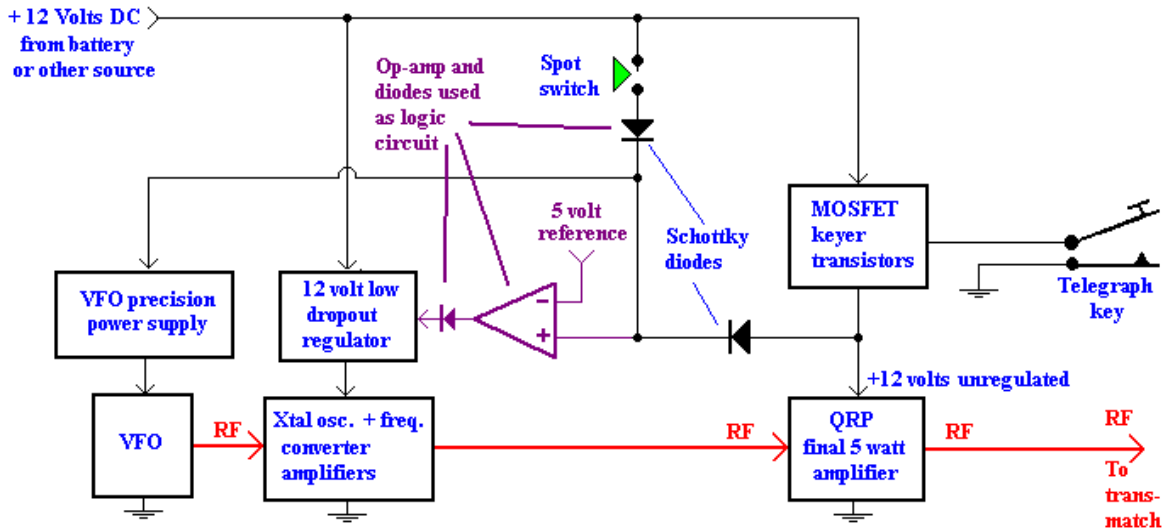 + 12 Volts DC
from battery
or other source
Op-amp and
diodes used
as logic
circuit
Spot
switch
5 volt
reference
Schottky
diodes
MOSFET
keyer
transistors
Telegraph
key
VFO precision
power supply
12 volt low
dropout
regulator
-
+
+12 volts unregulated
VFO
RF
Xtal osc. + freq.
converter
amplifiers
RF
QRP
final 5 watt
amplifier
RF
RF
To
trans-
match